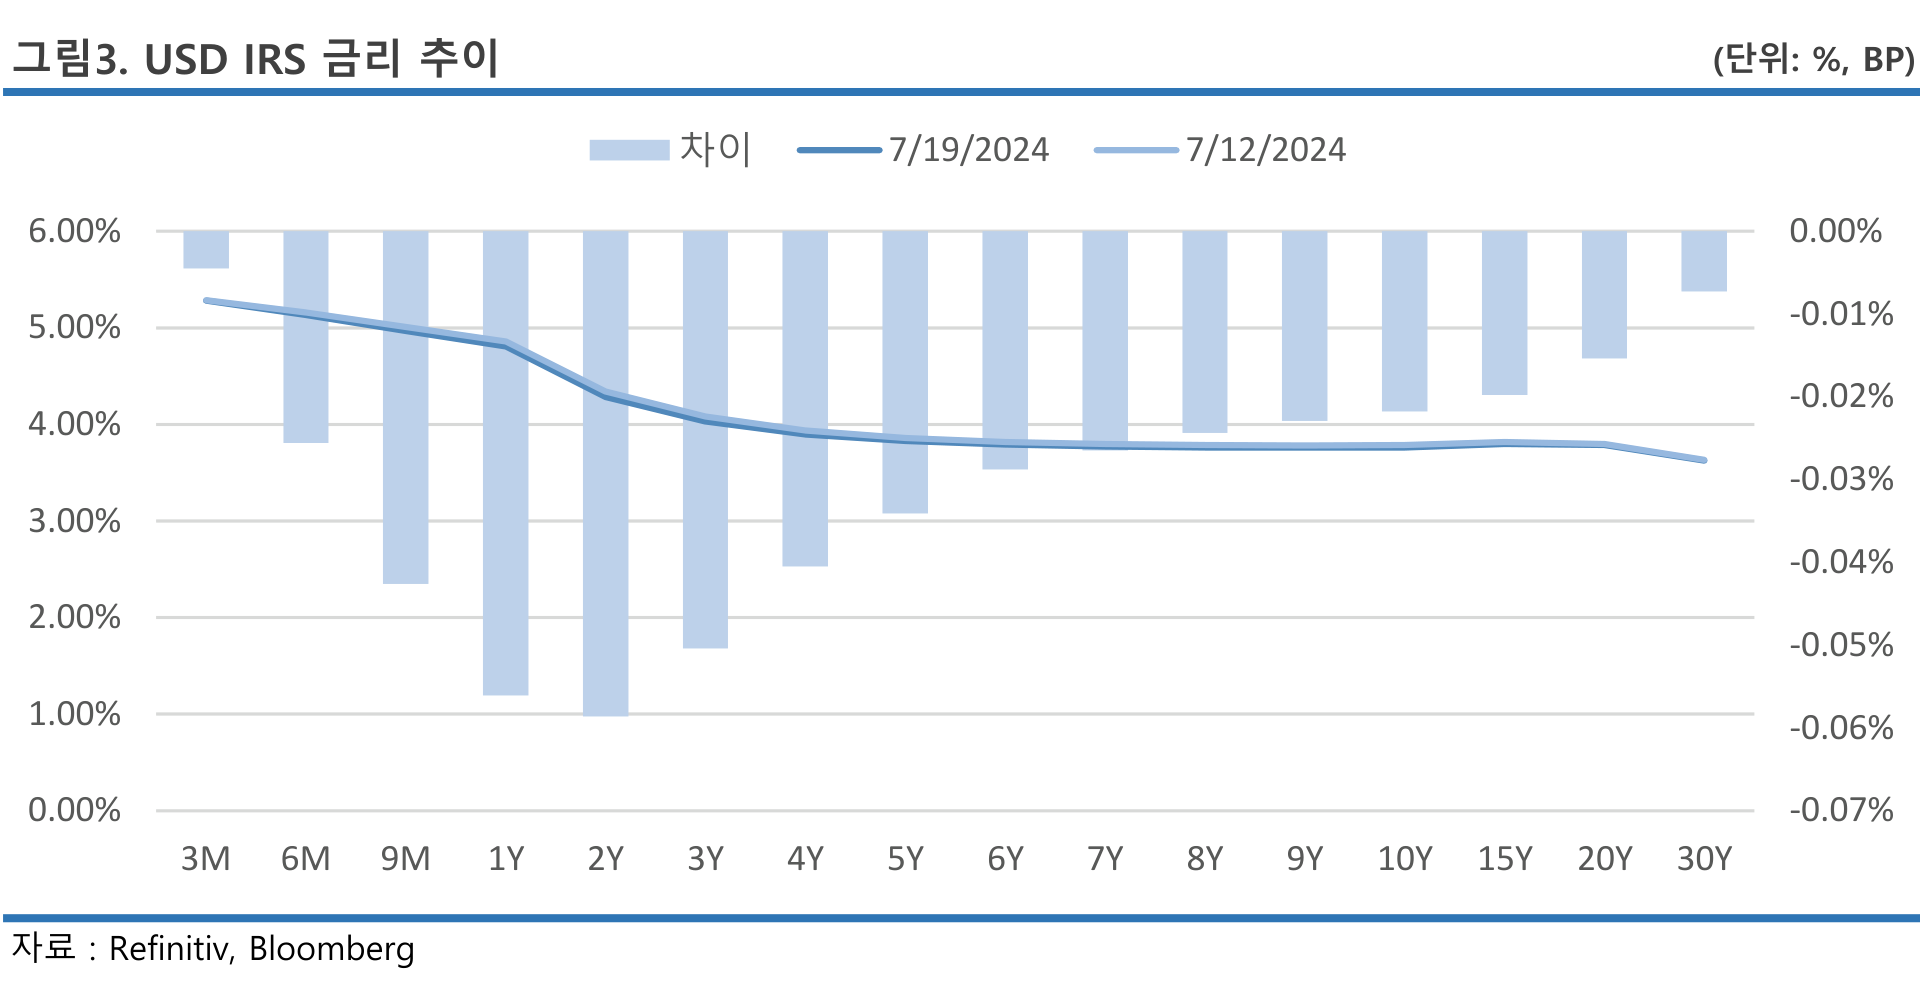 그림3. USD IRS 금리 추이 (단위: %, BP)
차이 7/19/2024 7/12/2024
6.00% 0.00%
5.00% -0.01%
4.00% -0.02%
3.00% -0.03%
2.00% -0.04%
1.00% -0.05%
0.00% -0.06%
-0.07%
3M 6M 9M 1Y 2Y 3Y 4Y 5Y 6Y 7Y 8Y 9Y 10Y 15Y 20Y 30Y
자료 : Refinitiv, Bloomberg